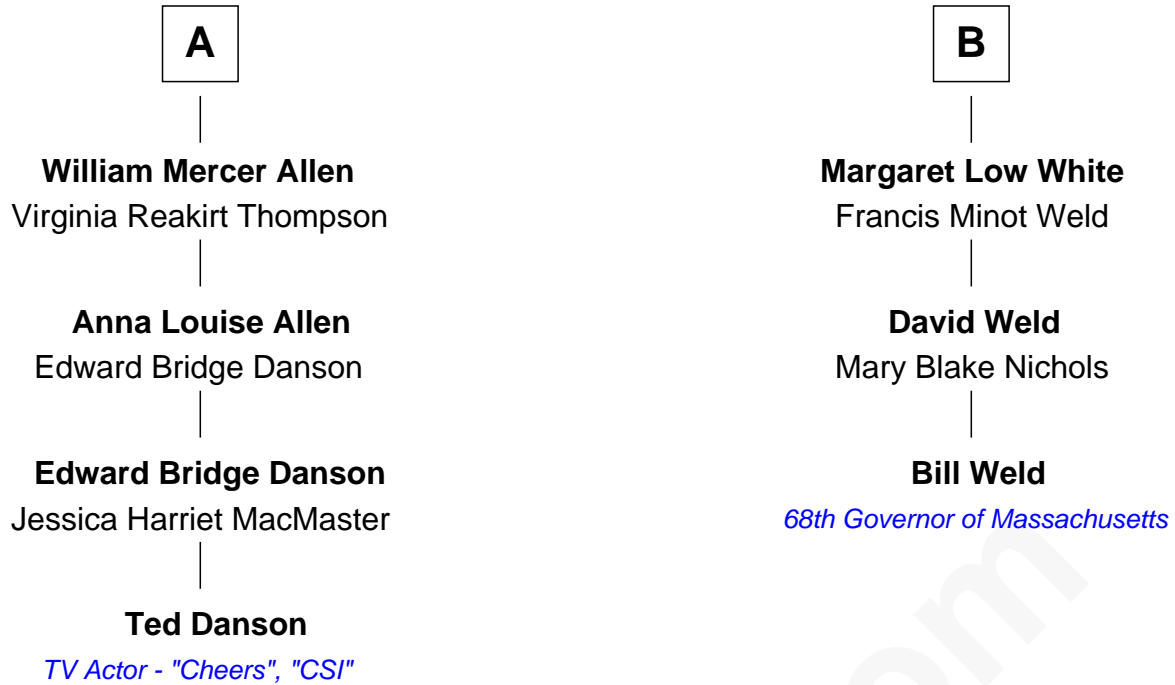 A
William Mercer Allen
Virginia Reakirt Thompson
Anna Louise Allen
Edward Bridge Danson
Edward Bridge Danson
Jessica Harriet MacMaster
Ted Danson
TV Actor - "Cheers", "CSI"
B
Margaret Low White
Francis Minot Weld
David Weld
Mary Blake Nichols
Bill Weld
68th Governor of Massachusetts
om